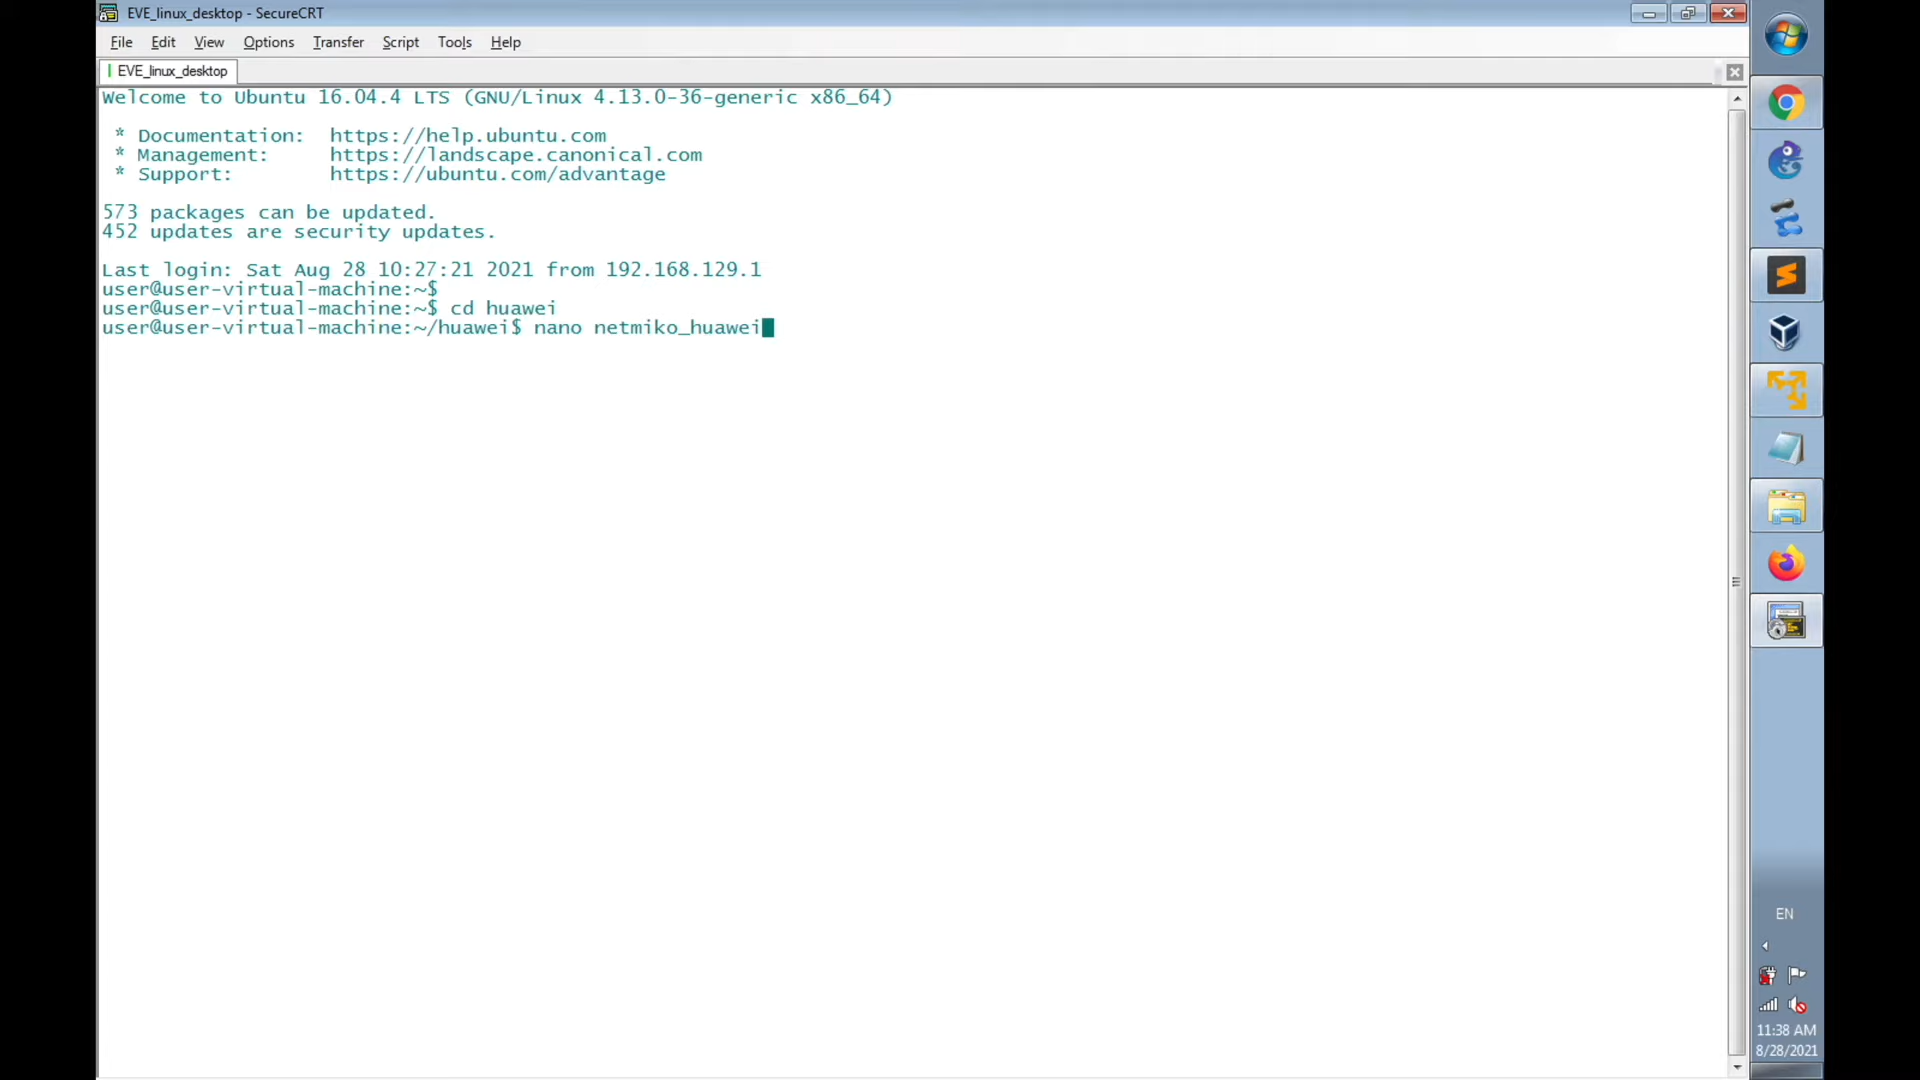 EVE_linux_desktop - SecureCRT
File Edit View Options Transfer Script Tools Help
EVE_linux_desktop
Welcome to Ubuntu 16.04.4 LTS (GNU/Linux 4.13.0-36-generic x86_64)
* Documentation: https://help.ubuntu.com
* Management: https://landscape.canonical.com
* Support: https://ubuntu.com/advantage
573 packages can be updated.
452 updates are security updates.
Last login: Sat Aug 28 10:27:21 2021 from 192.168.129.1
user@user-virtual-machine:~$
user@user-virtual-machine:~$ cd huawei
user@user-virtual-machine:~/huawei$ nano netmiko_huawei
EN
11:38 AM
8/28/2021